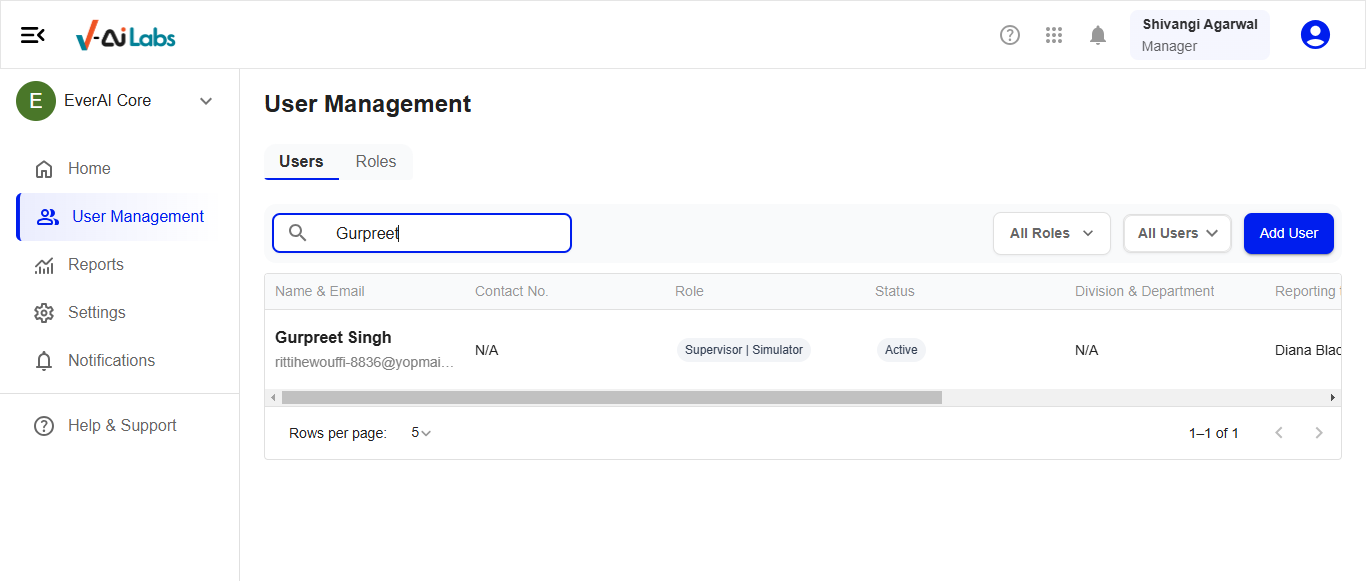 V-Ai Labs
Shivangi Agarwal
Manager
E
EverAI Core
Home
User Management
Reports
Settings
Notifications
Help & Support
User Management
Users
Roles
Gurpreet
All Roles
All Users
Add User
Name & Email
Contact No.
Role
Status
Division & Department
Reporting
Gurpreet Singh
rittihewouffi-8836@yopmai...
N/A
Supervisor | Simulator
Active
N/A
Diana Blac
Rows per page:
5
1–1 of 1